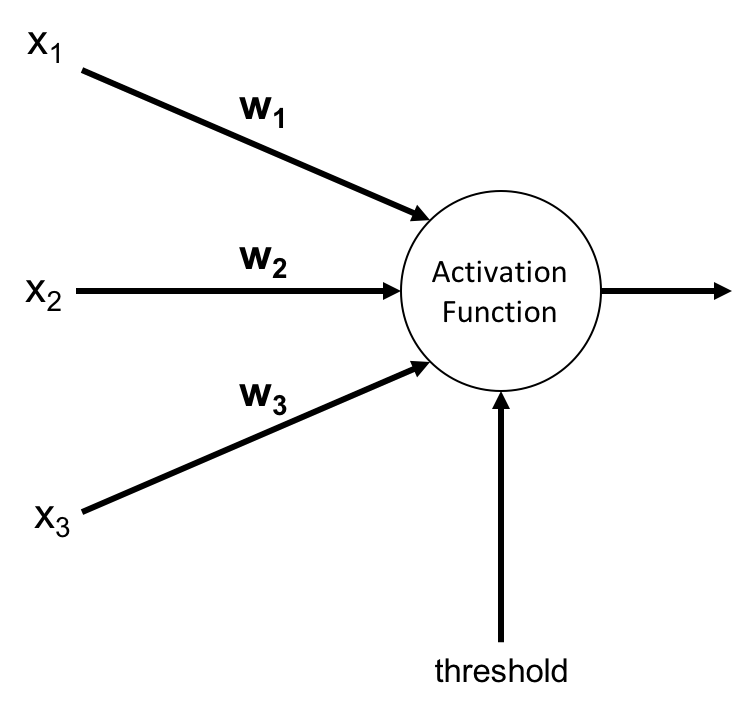 x₁
w₁
w₂
Activation
Function
x₂
w₃
x₃
threshold